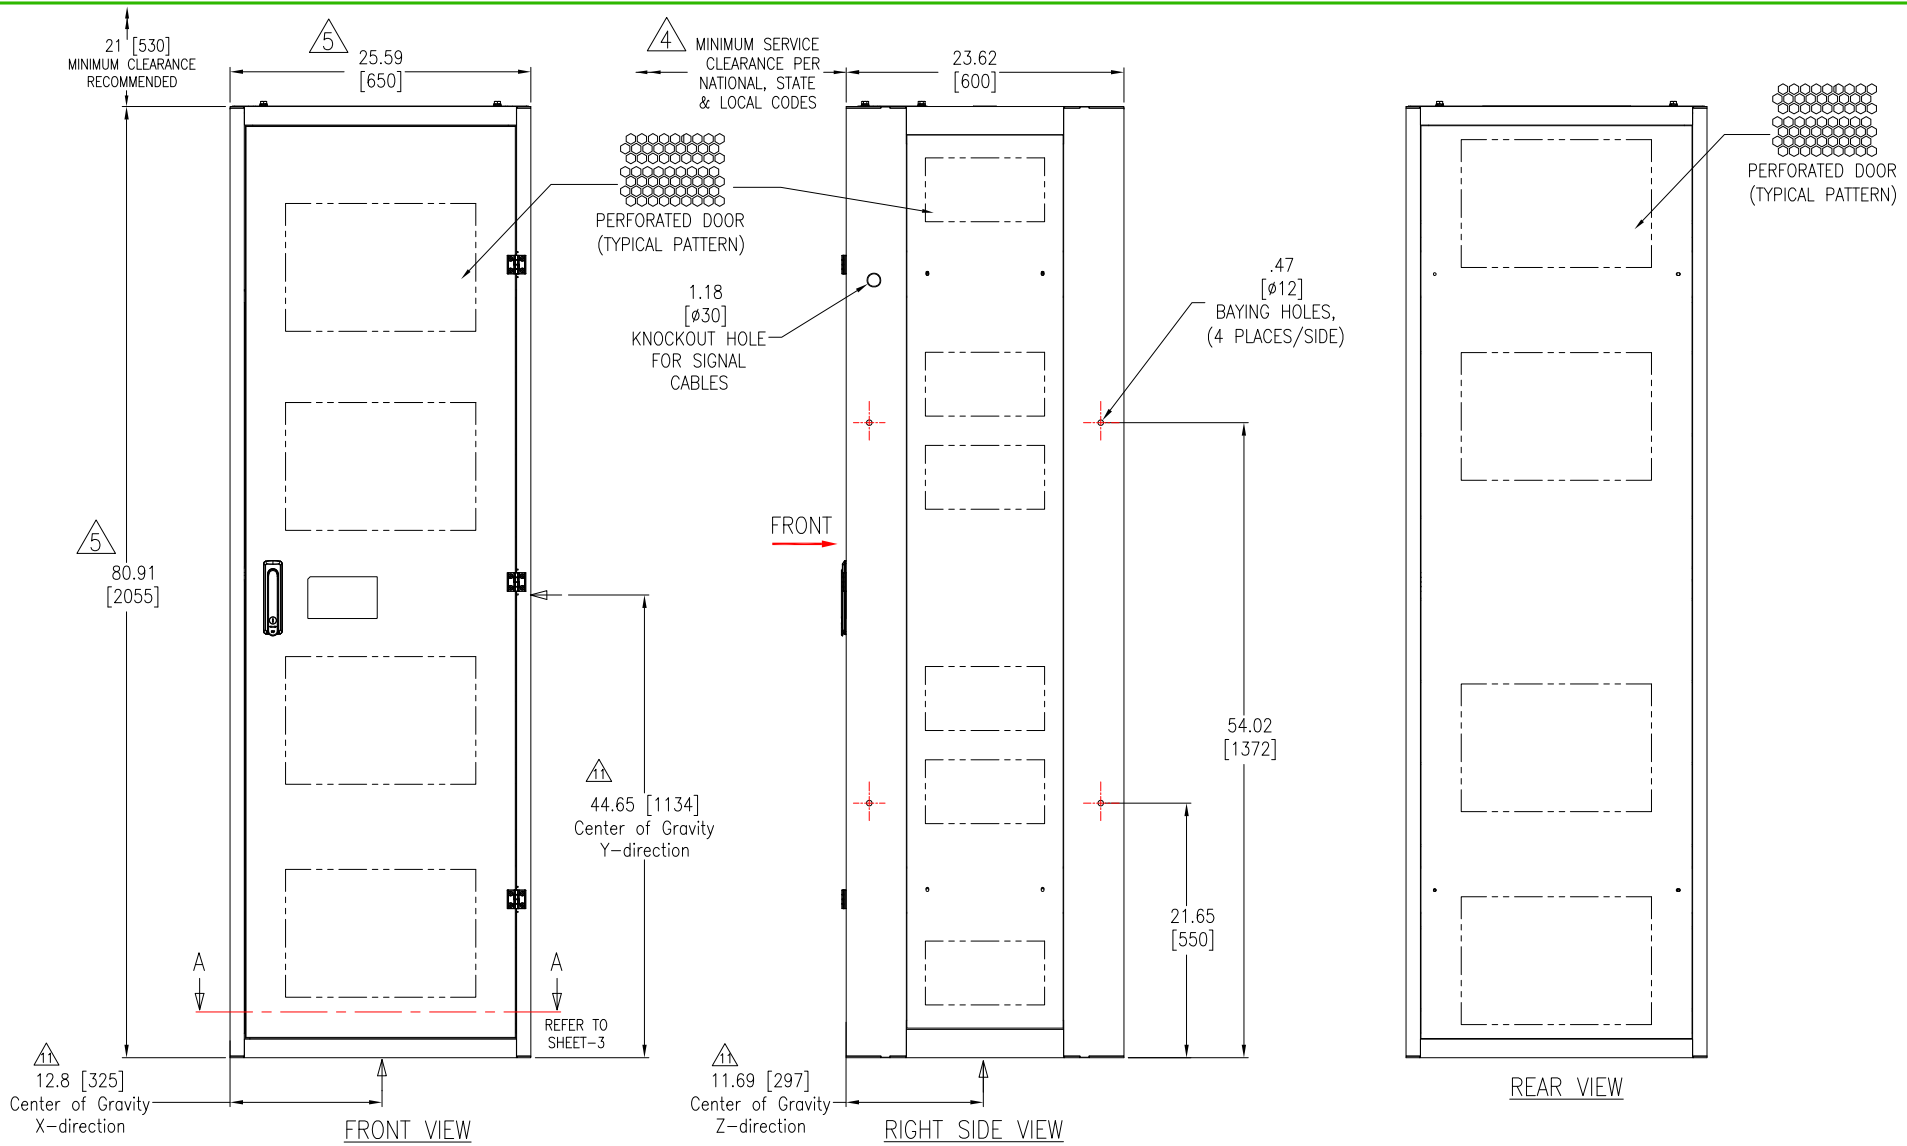 21 [530]
MINIMUM CLEARANCE
RECOMMENDED
5
25.59
[650]
4
MINIMUM SERVICE
CLEARANCE PER
NATIONAL, STATE
& LOCAL CODES
23.62
[600]
PERFORATED DOOR
(TYPICAL PATTERN)
PERFORATED DOOR
(TYPICAL PATTERN)
1.18
[ø30]
KNOCKOUT HOLE
FOR SIGNAL
CABLES
.47
[ø12]
BAYING HOLES,
(4 PLACES/SIDE)
FRONT
5
80.91
[2055]
11
44.65 [1134]
Center of Gravity
Y-direction
54.02
[1372]
21.65
[550]
A
A
REFER TO
SHEET-3
11
12.8 [325]
Center of Gravity
X-direction
FRONT VIEW
11
11.69 [297]
Center of Gravity
Z-direction
RIGHT SIDE VIEW
REAR VIEW